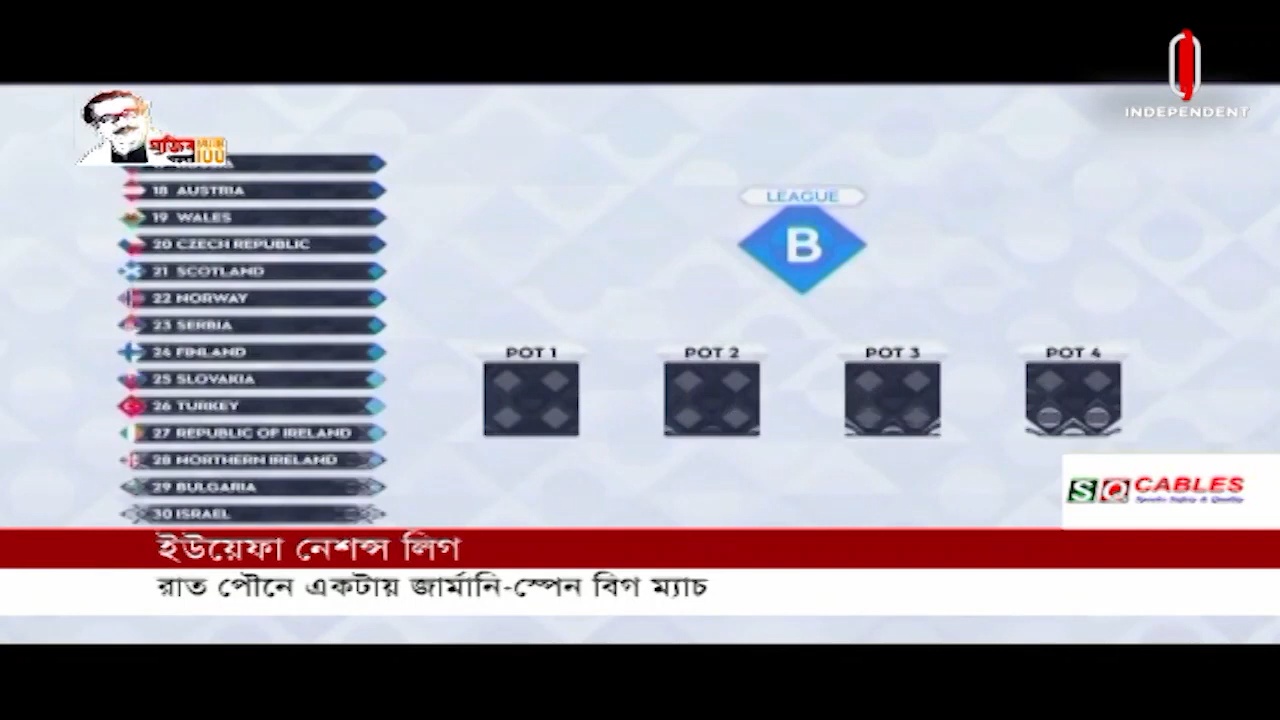 INDEPENDENT
মুজিব
100
18 AUSTRIA
19 WALES
20 CZECH REPUBLIC
21 SCOTLAND
22 NORWAY
23 SERBIA
24 FINLAND
25 SLOVAKIA
26 TURKEY
27 REPUBLIC OF IRELAND
28 NORTHERN IRELAND
29 BULGARIA
30 ISRAEL
LEAGUE
B
POT 1
POT 2
POT 3
POT 4
SQ CABLES
ইউয়েফা নেশন্স লিগ
রাত পৌনে একটায় জার্মানি-স্পেন বিগ ম্যাচ